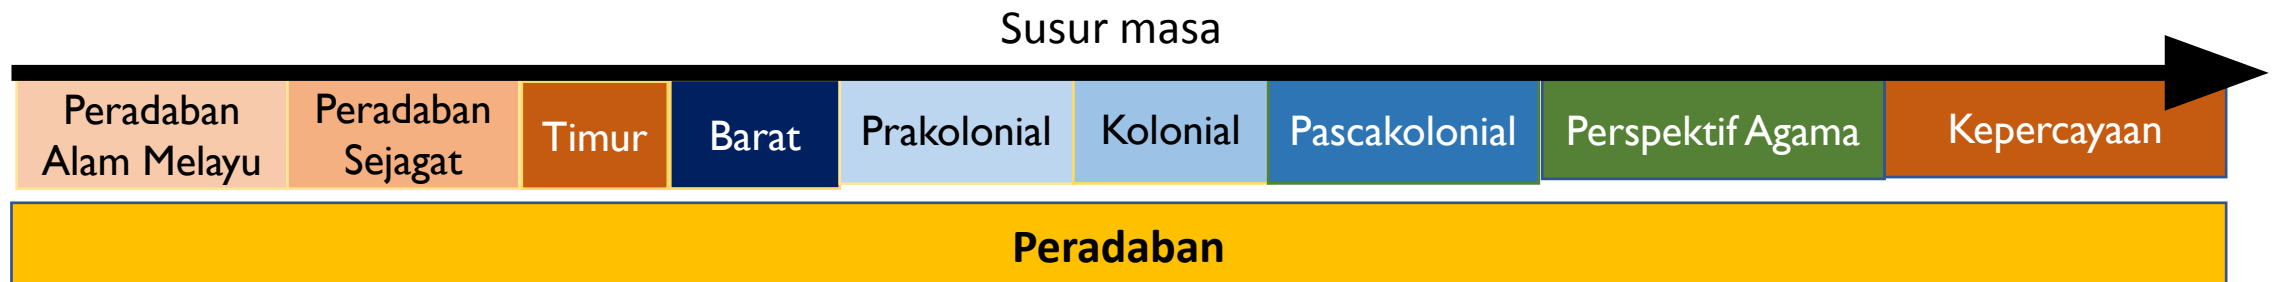 Susur masa
Peradaban
Alam Melayu
Peradaban
Sejagat
Timur
Barat
Prakolonial
Kolonial
Pascakolonial
Perspektif Agama
Kepercayaan
Peradaban